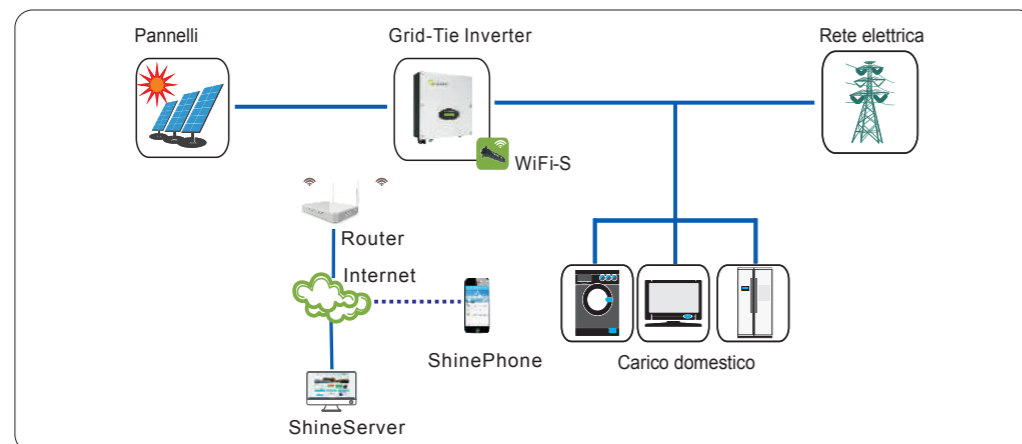 Pannelli
Grid-Tie Inverter
Rete elettrica
WiFi-S
Router
Internet
ShinePhone
Carico domestico
ShineServer